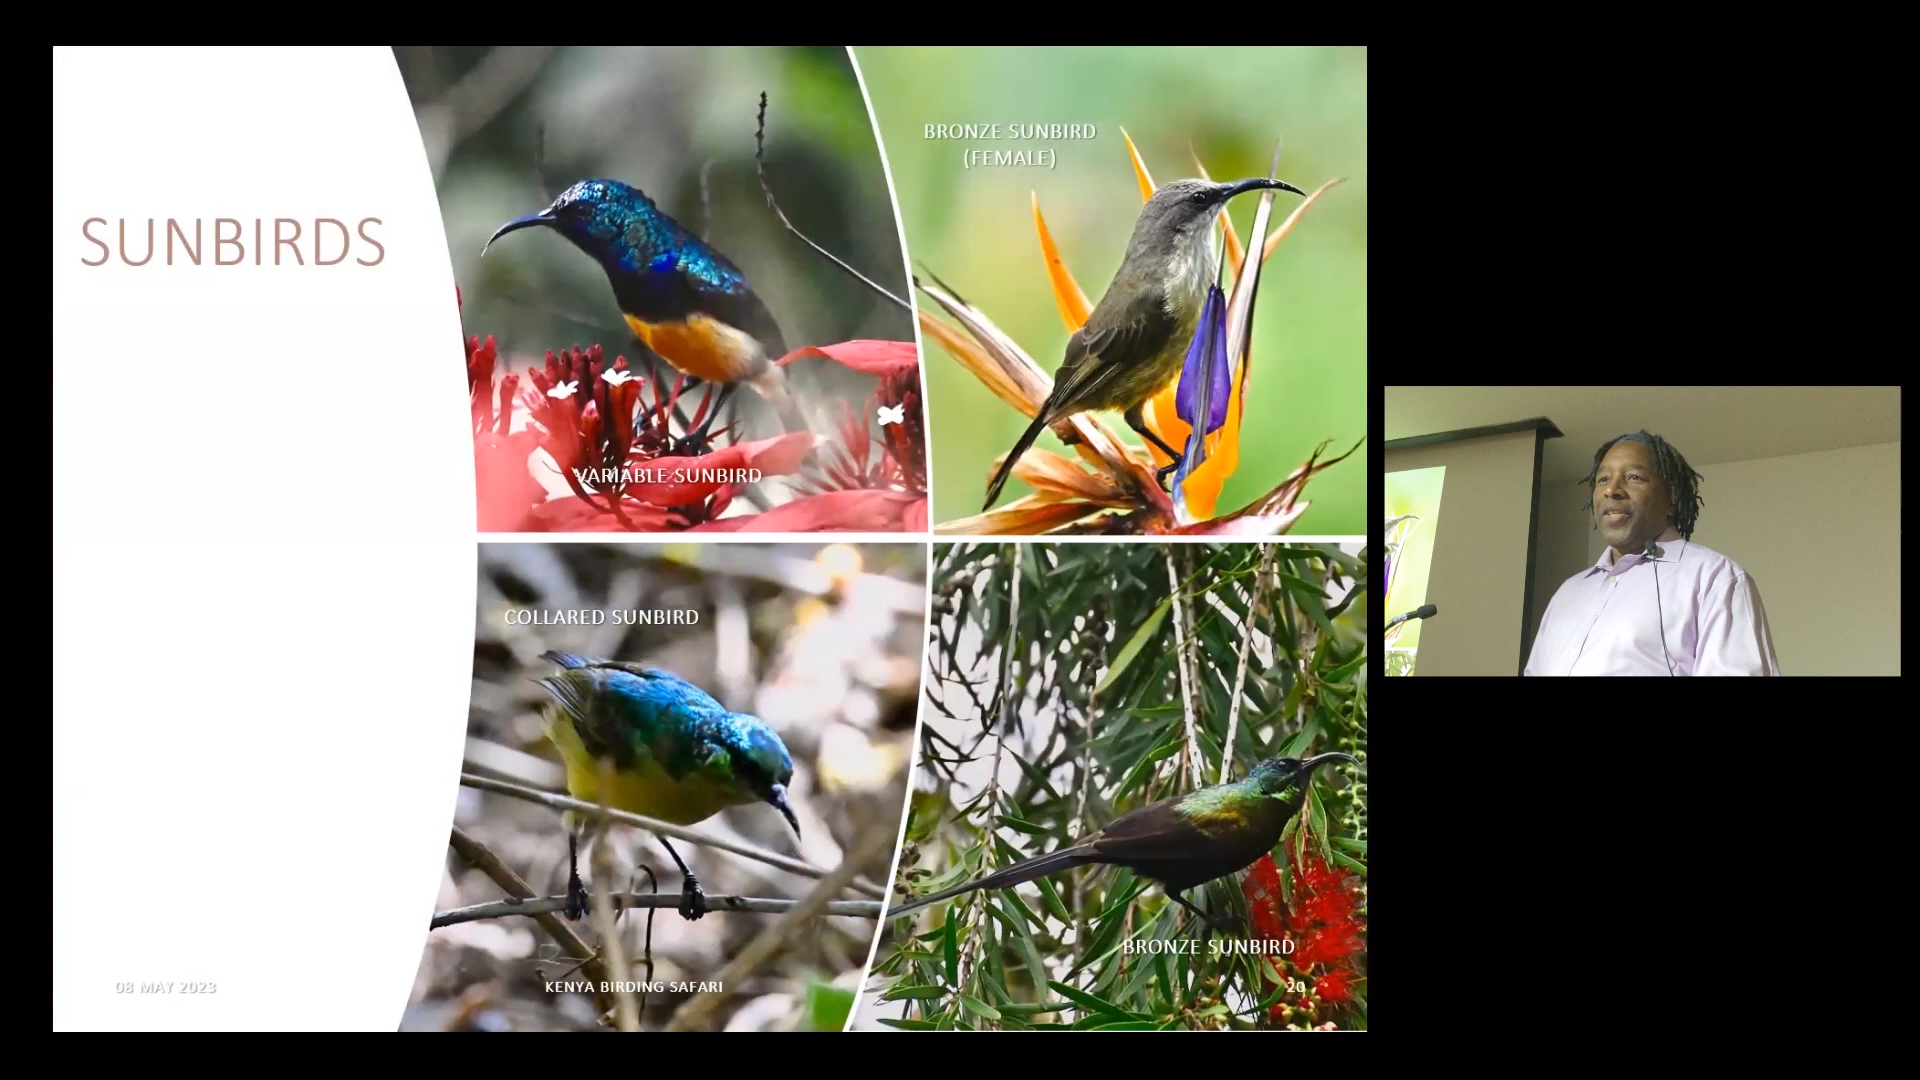 SUNBIRDS
VARIABLE SUNBIRD
BRONZE SUNBIRD
(FEMALE)
COLLARED SUNBIRD
BRONZE SUNBIRD
08 MAY 2023
KENYA BIRDING SAFARI
20